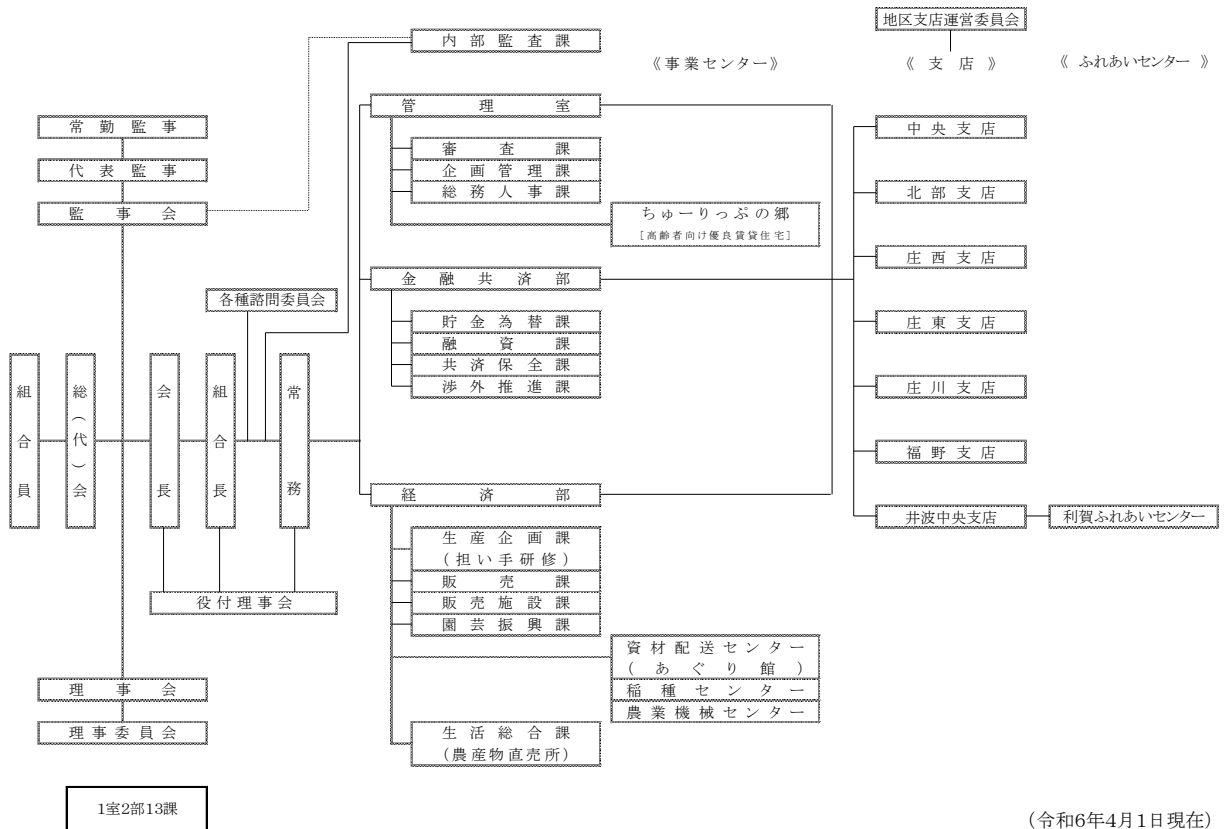 地区支店運営委員会
内部監査課
《事業センター》
《支店》
《ふれあいセンター》
管理室
常勤監事
中央支店
審査課
代表監事
企画管理課
総務人事課
北部支店
監事会
ちゅーりっぷの郷
[高齢者向け優良賃貸住宅]
庄西支店
金融共済部
各種諮問委員会
貯金為替課
庄東支店
融資課
共済保全課
渉外推進課
庄川支店
組合員
総(代)会
会長
組合長
常務
福野支店
経済部
井波中央支店
利賀ふれあいセンター
生産企画課
(担い手研修)
販売課
販売施設課
役付理事会
園芸振興課
資材配送センター
(あぐり館)
理事会
稲種センター
農業機械センター
理事委員会
生活総合課
(農産物直売所)
1室2部13課
(令和6年4月1日現在)